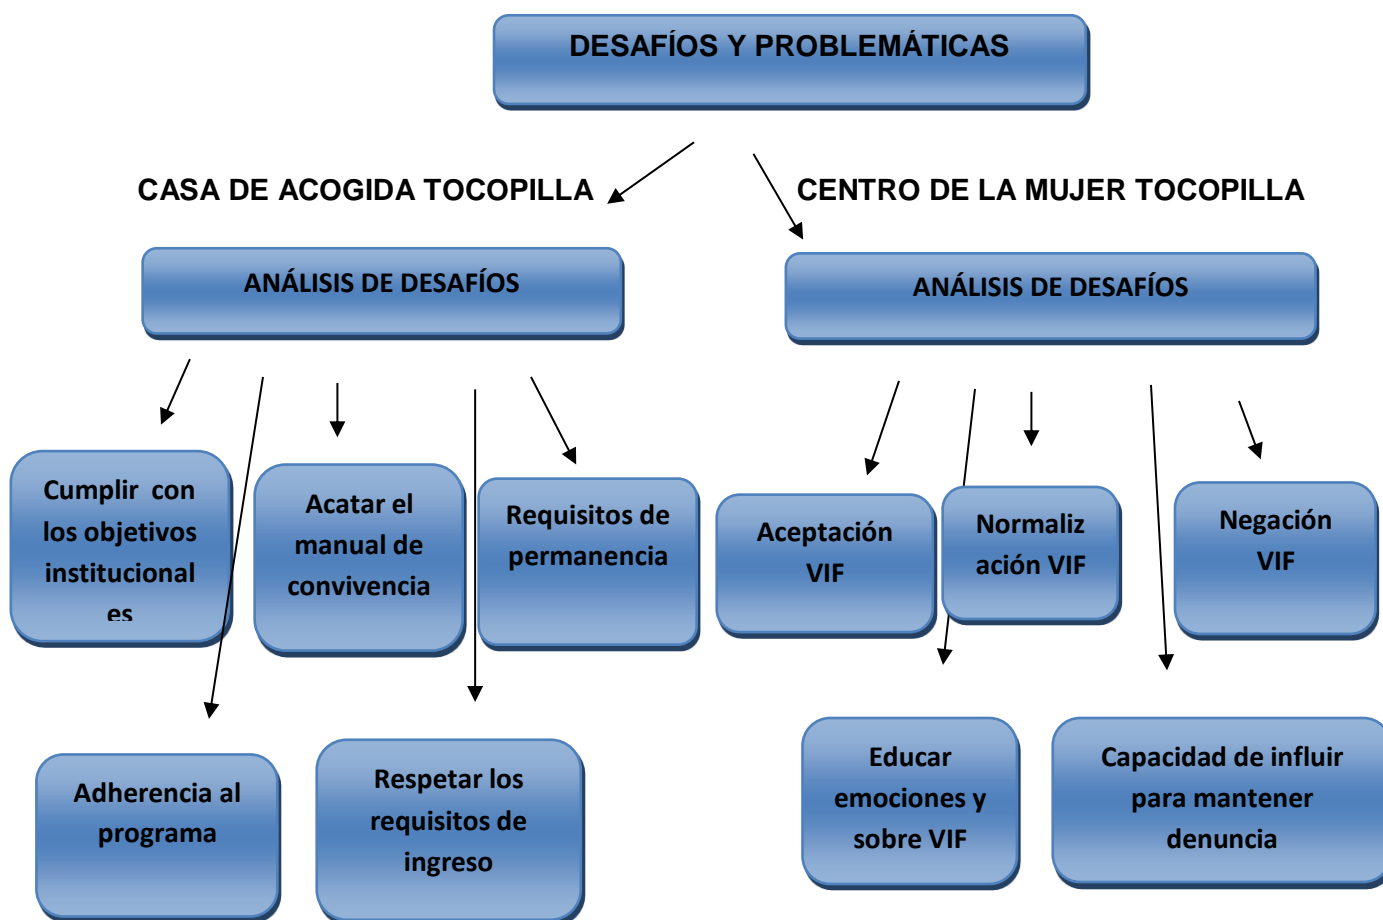 DESAFÍOS Y PROBLEMÁTICAS
CASA DE ACOGIDA TOCOPILLA
CENTRO DE LA MUJER TOCOPILLA
ANÁLISIS DE DESAFÍOS
ANÁLISIS DE DESAFÍOS
Cumplir con
los objetivos
institucional
es
Acatar el
manual de
convivencia
Requisitos de
permanencia
Aceptación
VIF
Normaliz
ación VIF
Negación
VIF
Adherencia al
programa
Respetar los
requisitos de
ingreso
Educar
emociones y
sobre VIF
Capacidad de influir
para mantener
denuncia